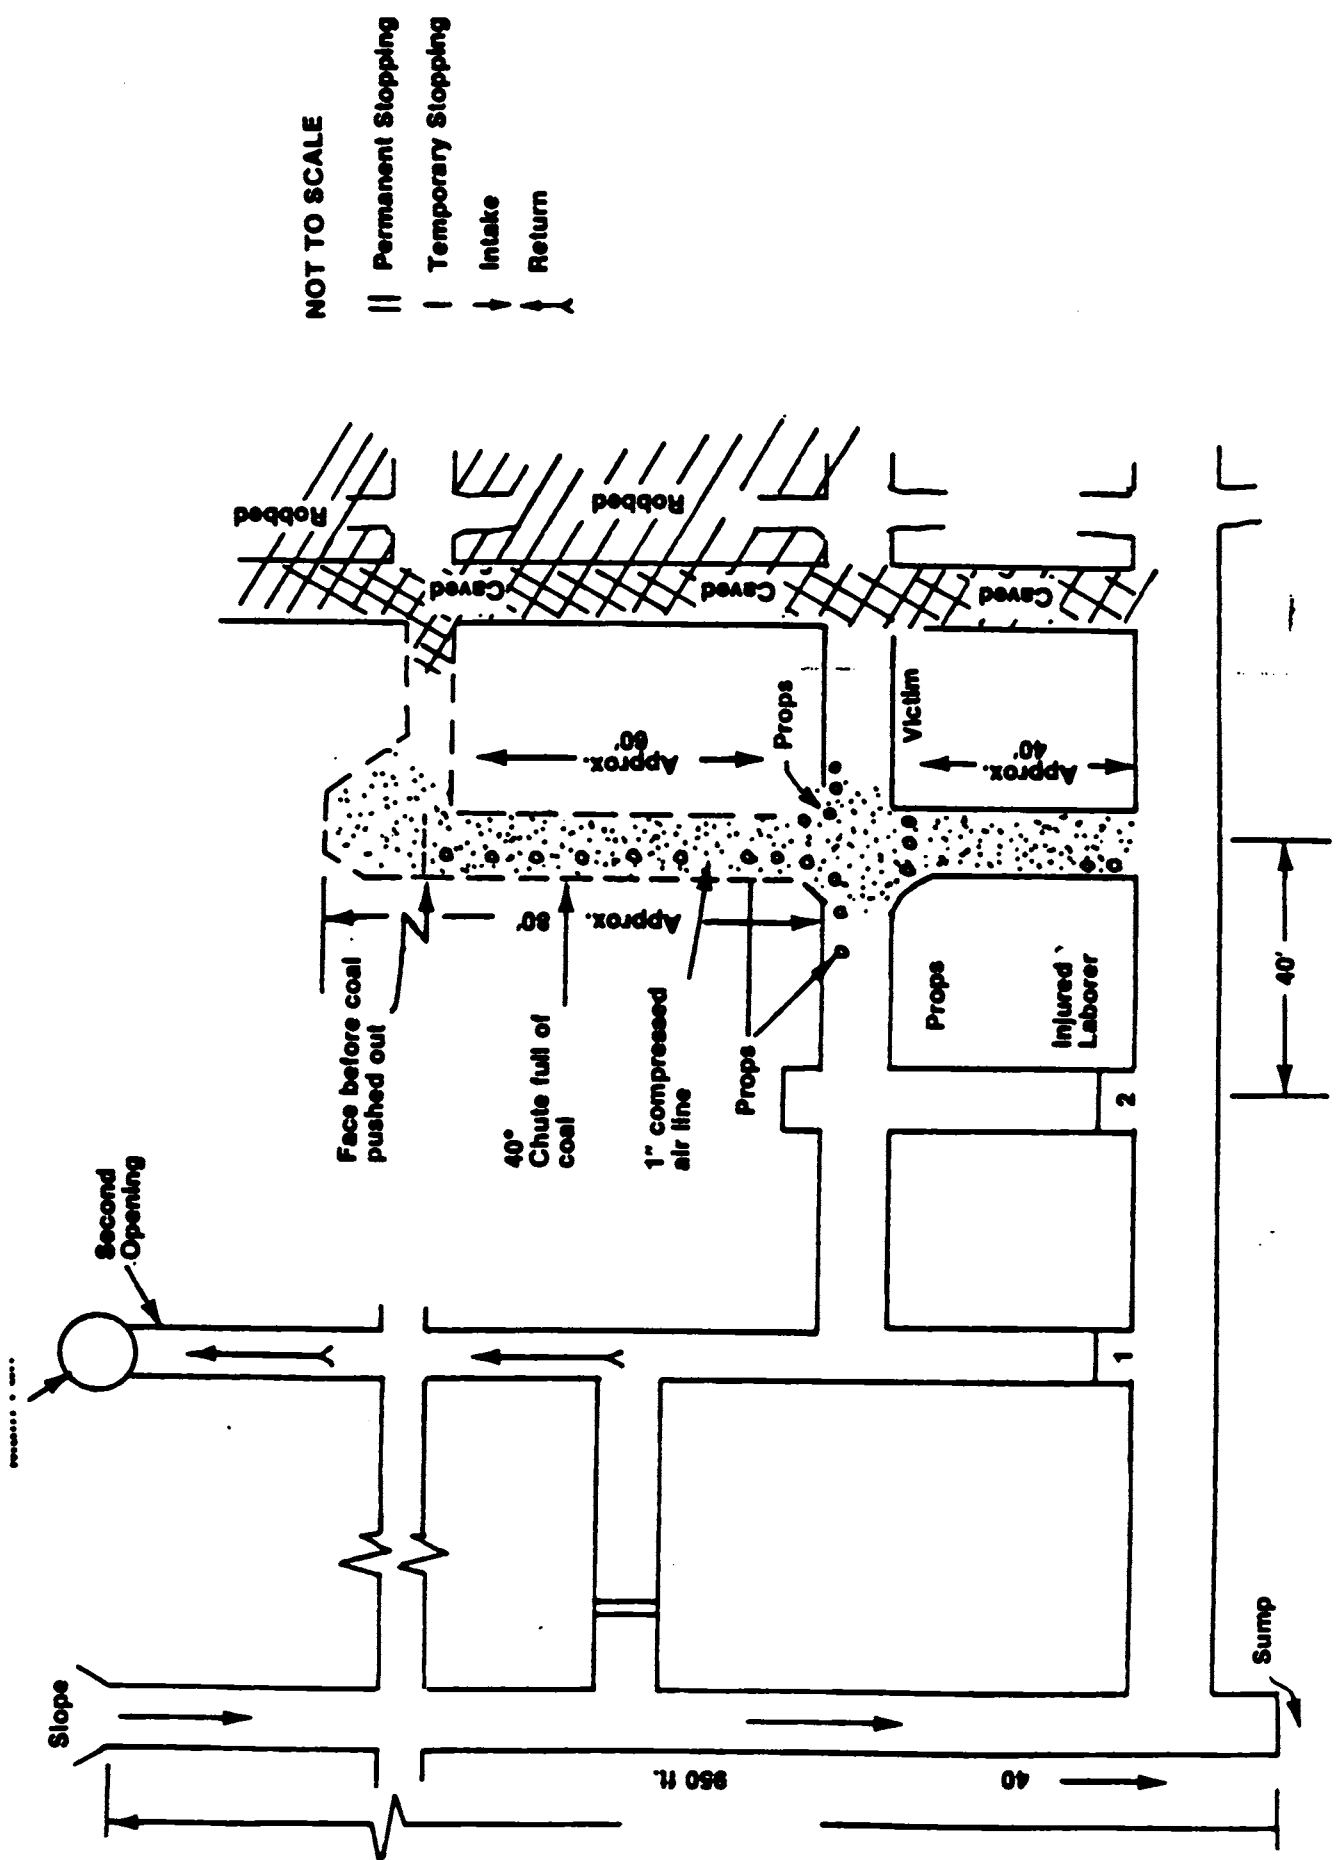 NOT TO SCALE
Permanent Stopping
Temporary Stopping
Intake
Return
Robbed
Robbed
Caved
Caved
Caved
Face before coal
pushed out
40°
Chute full of
coal
1" compressed
air line
Props
Props
Approx. 80'
Approx.
60'
Victim
Approx.
40'
Props
Injured
Laborer
Second
Opening
1
2
40'
Slope
950 ft.
40
Sump